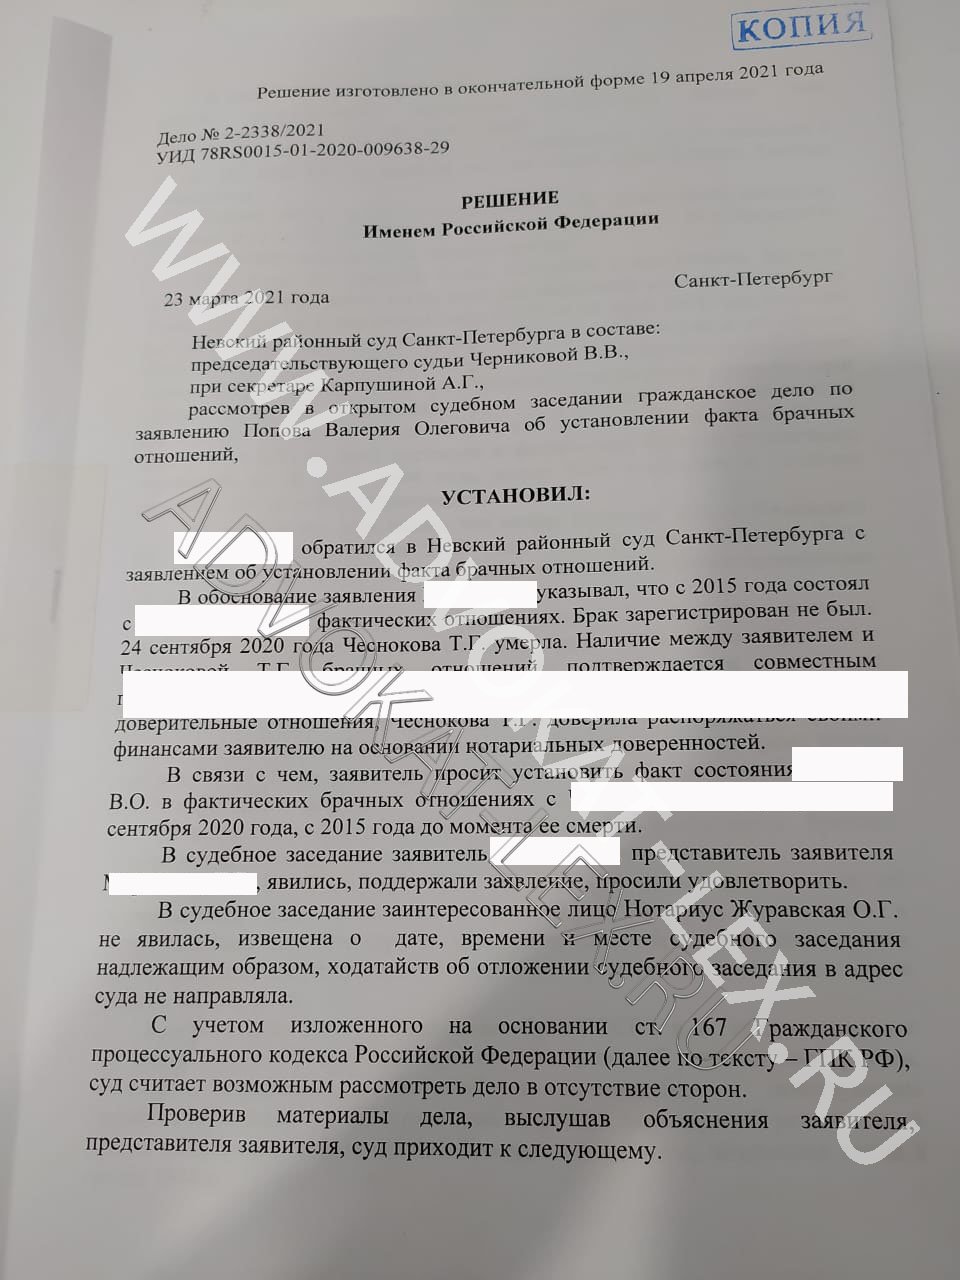 КОПИЯ
Решение изготовлено в окончательной форме 19 апреля 2021 года
Дело № 2-2338/2021
УИД 78RS0015-01-2020-009638-29
РЕШЕНИЕ
Именем Российской Федерации
23 марта 2021 года
Санкт-Петербург
Невский районный суд Санкт-Петербурга в составе:
председательствующего судьи Черниковой В.В.,
при секретаре Карпушиной А.Г.,
рассмотрев в открытом судебном заседании гражданское дело по
заявлению Попова Валерия Олеговича об установлении факта брачных
отношений,
УСТАНОВИЛ:
обратился в Невский районный суд Санкт-Петербурга с
заявлением об установлении факта брачных отношений.
В обоснование заявления указывал, что с 2015 года состоял
с фактических отношениях. Брак зарегистрирован не был.
24 сентября 2020 года Чеснокова Т.Г. умерла. Наличие между заявителем и
Чесноковой Т.Г. брачных отношений подтверждается совместным
доверительные отношения, Чеснокова Т.Г. доверила распоряжаться своими
финансами заявителю на основании нотариальных доверенностей.
В связи с чем, заявитель просит установить факт состояния
В.О. в фактических брачных отношениях с
сентября 2020 года, с 2015 года до момента ее смерти.
В судебное заседание заявитель представитель заявителя
, явились, поддержали заявление, просили удовлетворить.
В судебное заседание заинтересованное лицо Нотариус Журавская О.Г.
не явилась, извещена о дате, времени и месте судебного заседания
надлежащим образом, ходатайств об отложении судебного заседания в адрес
суда не направляла.
С учетом изложенного на основании ст. 167 Гражданского
процессуального кодекса Российской Федерации (далее по тексту – ГПК РФ),
суд считает возможным рассмотреть дело в отсутствие сторон.
Проверив материалы дела, выслушав объяснения заявителя,
представителя заявителя, суд приходит к следующему.
WWW.ADVOKAT-LEX.RU
ADVOKAT-LEX.RU